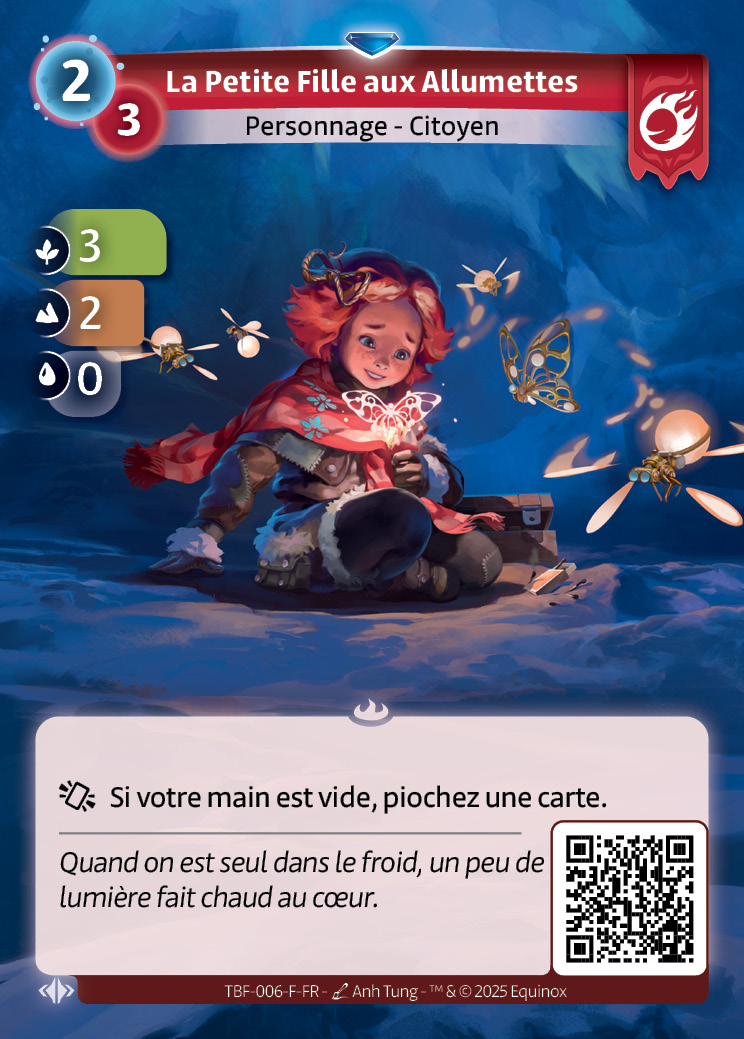 2
La Petite Fille aux Allumettes
3
Personnage - Citoyen
3
2
0
Si votre main est vide, piochez une carte.
Quand on est seul dans le froid, un peu de
lumière fait chaud au cœur.
TBF-006-F-FR - Anh Tung - ™ & © 2025 Equinox